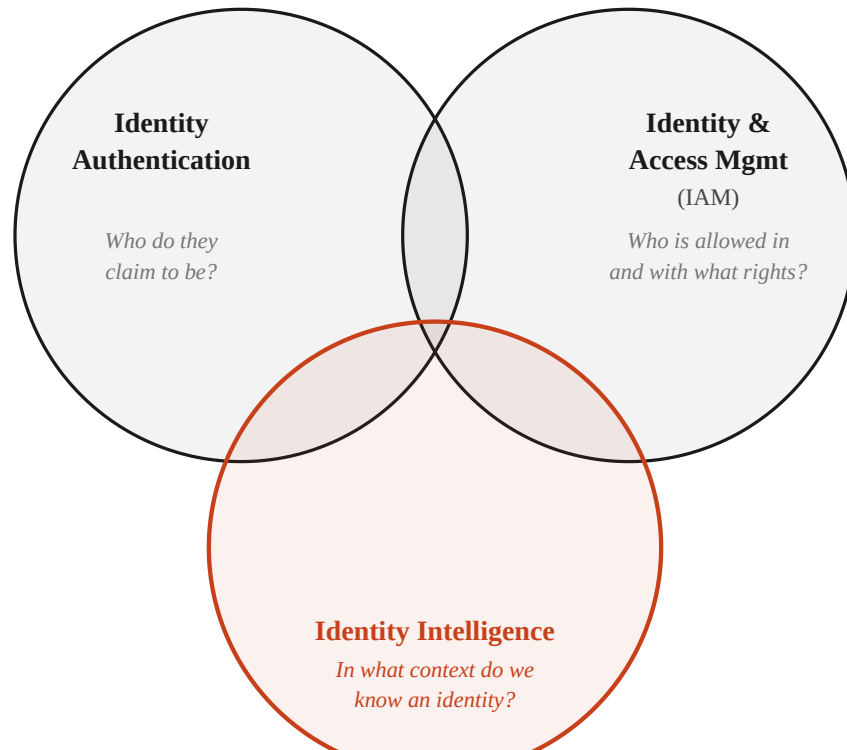 Identity
Authentication
Who do they
claim to be?
Identity &
Access Mgmt
(IAM)
Who is allowed in
and with what rights?
Identity Intelligence
In what context do we
know an identity?